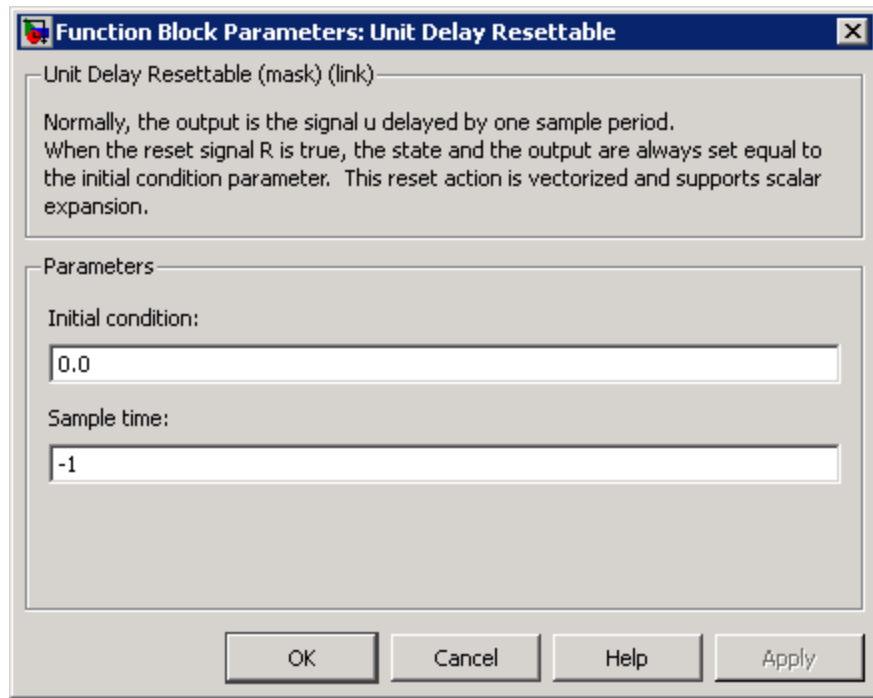 Function Block Parameters: Unit Delay Resettable
Unit Delay Resettable (mask) (link)
Normally, the output is the signal u delayed by one sample period.
When the reset signal R is true, the state and the output are always set equal to
the initial condition parameter.  This reset action is vectorized and supports scalar
expansion.
Parameters
Initial condition:
0.0
Sample time:
-1
OK Cancel Help Apply